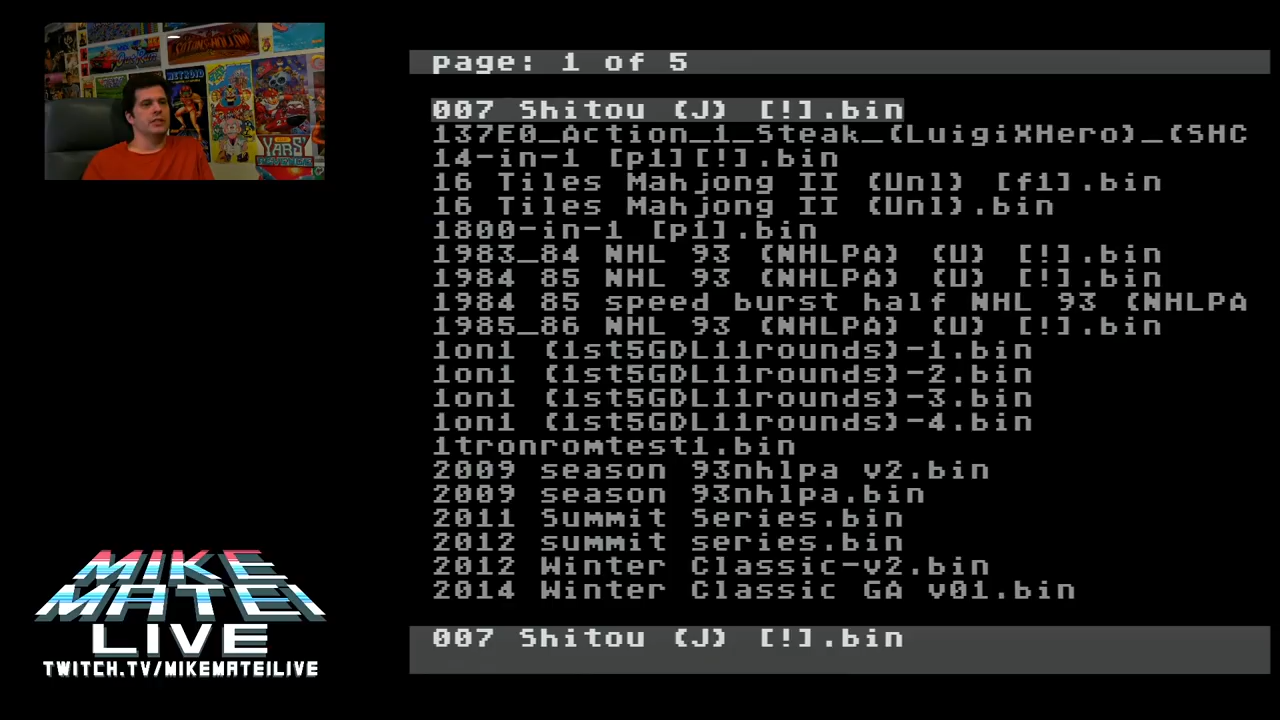 page: 1 of 5
007 Shitou (J) [!].bin
137E0_Action_1_Steak_(LuigiXHero)_(SHC
14-in-1 [p1][!].bin
16 Tiles Mahjong II (Unl) [f1].bin
16 Tiles Mahjong II (Unl).bin
1800-in-1 [p1].bin
1983_84 NHL 93 (NHLPA) (U) [!].bin
1984 85 NHL 93 (NHLPA) (U) [!].bin
1984 85 speed burst half NHL 93 (NHLPA
1985_86 NHL 93 (NHLPA) (U) [!].bin
1on1 (1st5GDL11rounds)-1.bin
1on1 (1st5GDL11rounds)-2.bin
1on1 (1st5GDL11rounds)-3.bin
1on1 (1st5GDL11rounds)-4.bin
1tronromtest1.bin
2009 season 93nhlpa v2.bin
2009 season 93nhlpa.bin
2011 Summit Series.bin
2012 summit series.bin
2012 Winter Classic-v2.bin
2014 Winter Classic GA v01.bin
007 Shitou (J) [!].bin
METROID
YARS'
MIKE
MATEI
LIVE
TWITCH.TV/MIKEMATEILIVE